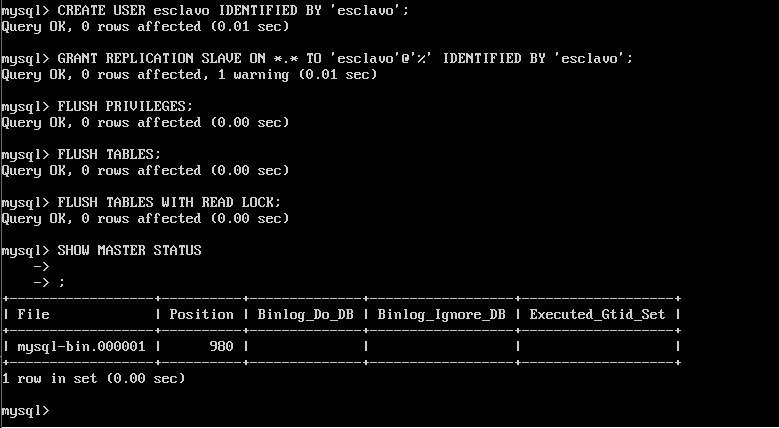 mysql> CREATE USER esclavo IDENTIFIED BY 'esclavo';
Query OK, 0 rows affected (0.01 sec)
mysql> GRANT REPLICATION SLAVE ON *.* TO 'esclavo'@'%' IDENTIFIED BY 'esclavo';
Query OK, 0 rows affected, 1 warning (0.01 sec)
mysql> FLUSH PRIVILEGES;
Query OK, 0 rows affected (0.00 sec)
mysql> FLUSH TABLES;
Query OK, 0 rows affected (0.00 sec)
mysql> FLUSH TABLES WITH READ LOCK;
Query OK, 0 rows affected (0.00 sec)
mysql> SHOW MASTER STATUS
    ->
    -> ;
+------------------+----------+--------------+------------------+-------------------+
| File             | Position | Binlog_Do_DB | Binlog_Ignore_DB | Executed_Gtid_Set |
+------------------+----------+--------------+------------------+-------------------+
| mysql-bin.000001 |      980 |              |                  |                   |
+------------------+----------+--------------+------------------+-------------------+
1 row in set (0.00 sec)
mysql>